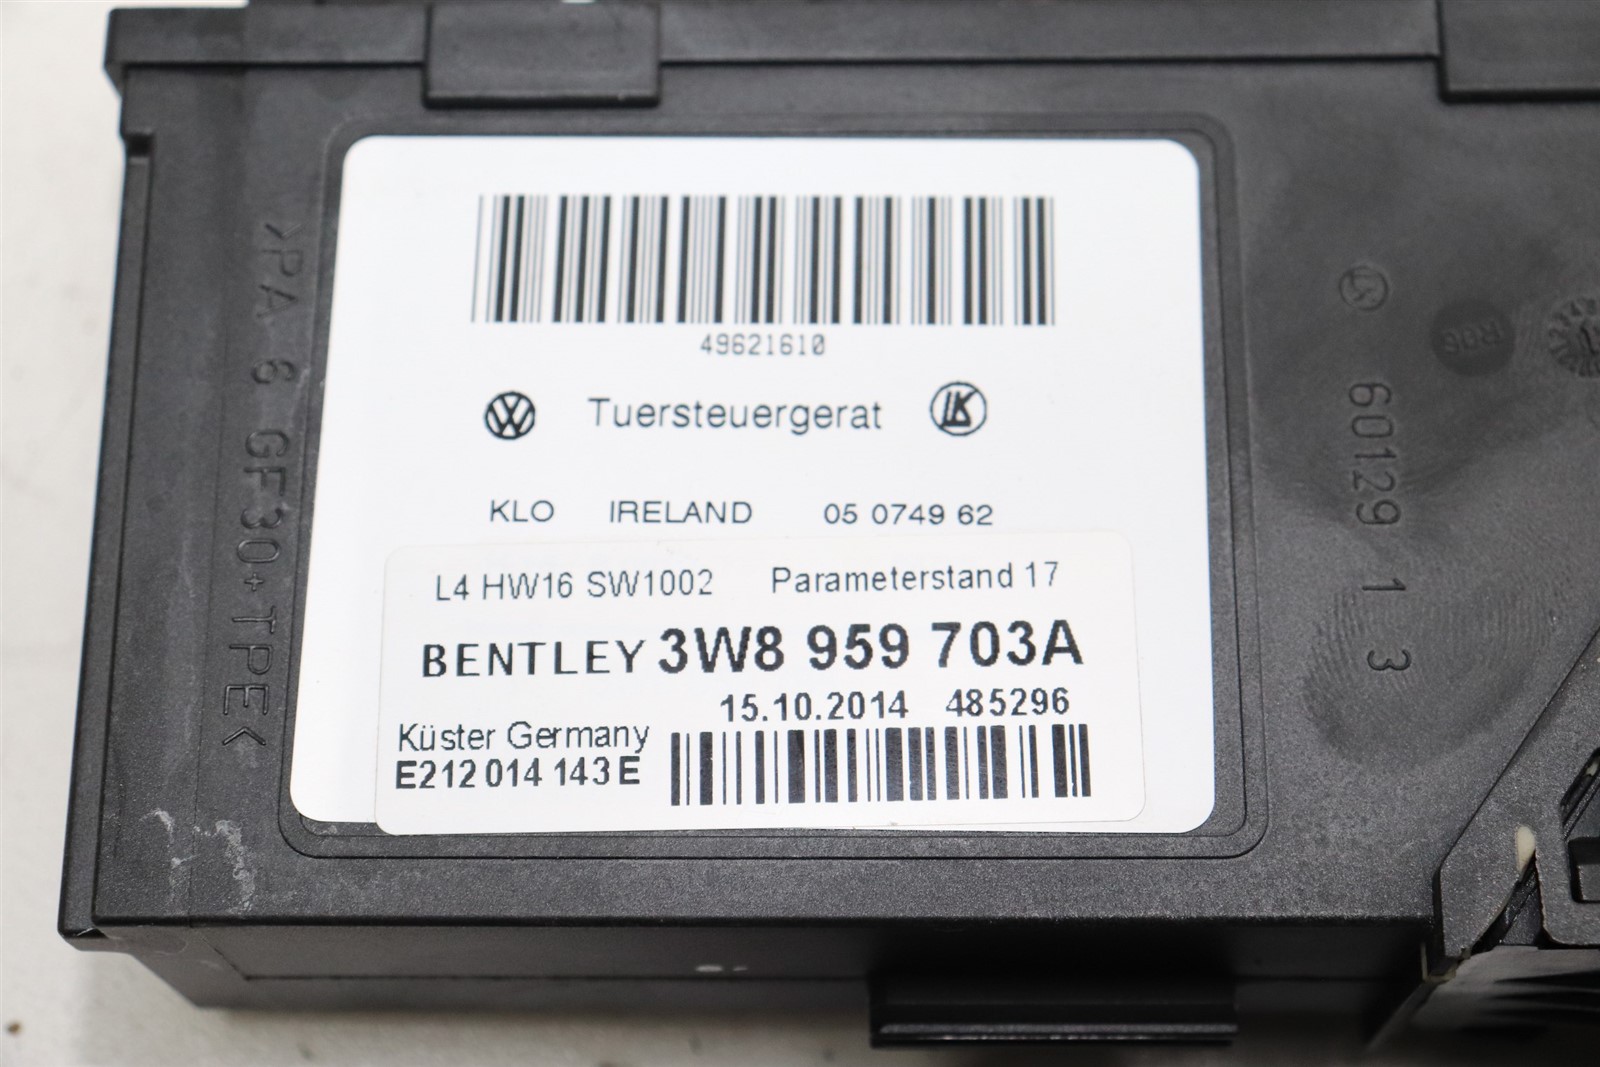 49621610
Tuersteuergerat
KLO IRELAND 05 0749 62
L4 HW16 SW1002 Parameterstand 17
BENTLEY 3W8 959 703A
15.10.2014 485296
Küster Germany
E212 014 143 E
>PA 6 GF30+TPE<
60129 1 3